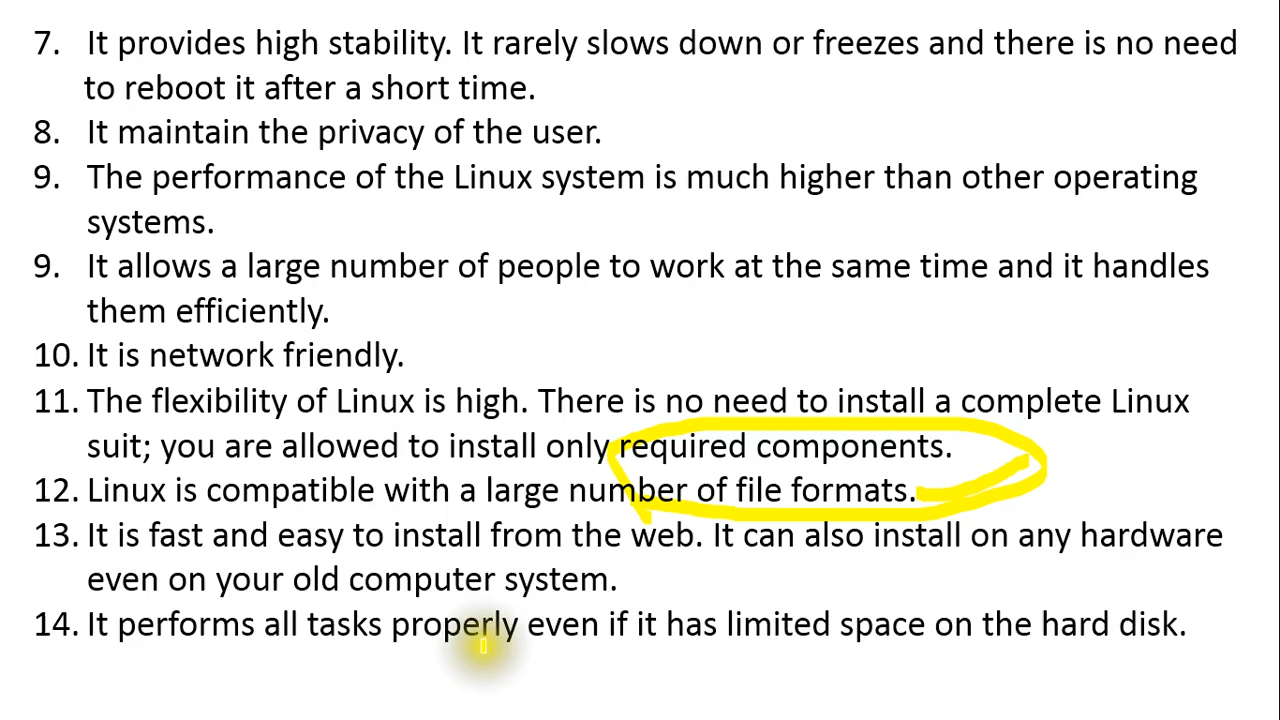 7. It provides high stability. It rarely slows down or freezes and there is no need
to reboot it after a short time.
8. It maintain the privacy of the user.
9. The performance of the Linux system is much higher than other operating
systems.
9. It allows a large number of people to work at the same time and it handles
them efficiently.
10. It is network friendly.
11. The flexibility of Linux is high. There is no need to install a complete Linux
suit; you are allowed to install only required components.
12. Linux is compatible with a large number of file formats.
13. It is fast and easy to install from the web. It can also install on any hardware
even on your old computer system.
14. It performs all tasks properly even if it has limited space on the hard disk.